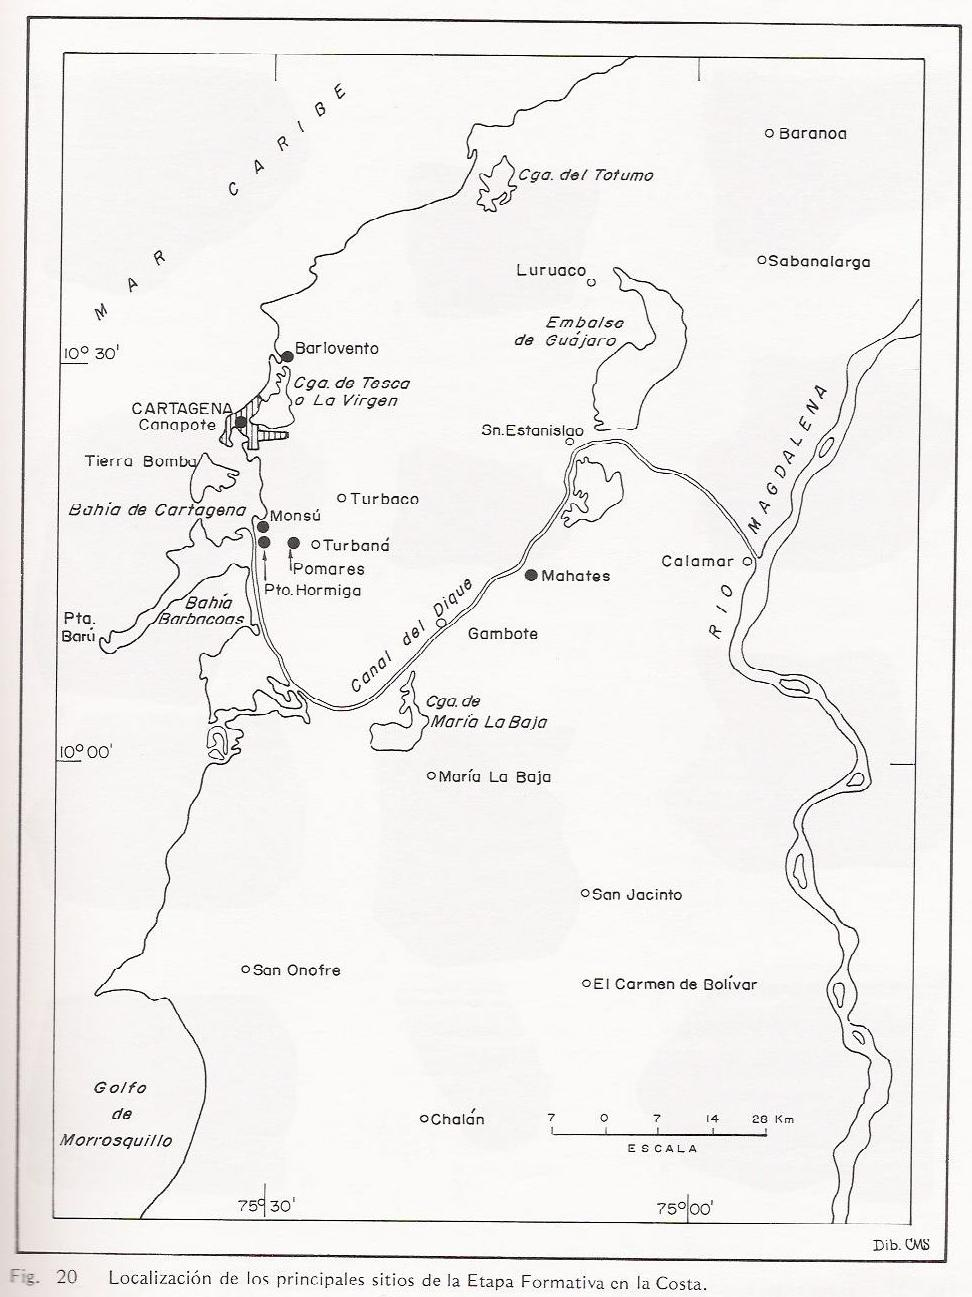 MAR CARIBE
Baranoa
Cga. del Totumo
Sabanalarga
Luruaco
Embalse
de Guájaro
10° 30'
Barlovento
Cga. de Tesca
o La Virgen
CARTAGENA
Canapote
Sn. Estanislao
RIO MAGDALENA
Tierra Bomba
Turbaco
Bahía de Cartagena
Monsú
Turbaná
Pomares
Pto. Hormiga
Calamar
Mahates
Bahía
Barbacoas
Pta.
Barú
Canal del Dique
Gambote
Cga. de
María La Baja
10° 00'
María La Baja
San Jacinto
San Onofre
El Carmen de Bolívar
Golfo
de
Morrosquillo
Chalán
7 0 7 14 28 Km
ESCALA
75° 30'
75° 00'
Dib. CMS
Fig. 20 Localización de los principales sitios de la Etapa Formativa en la Costa.